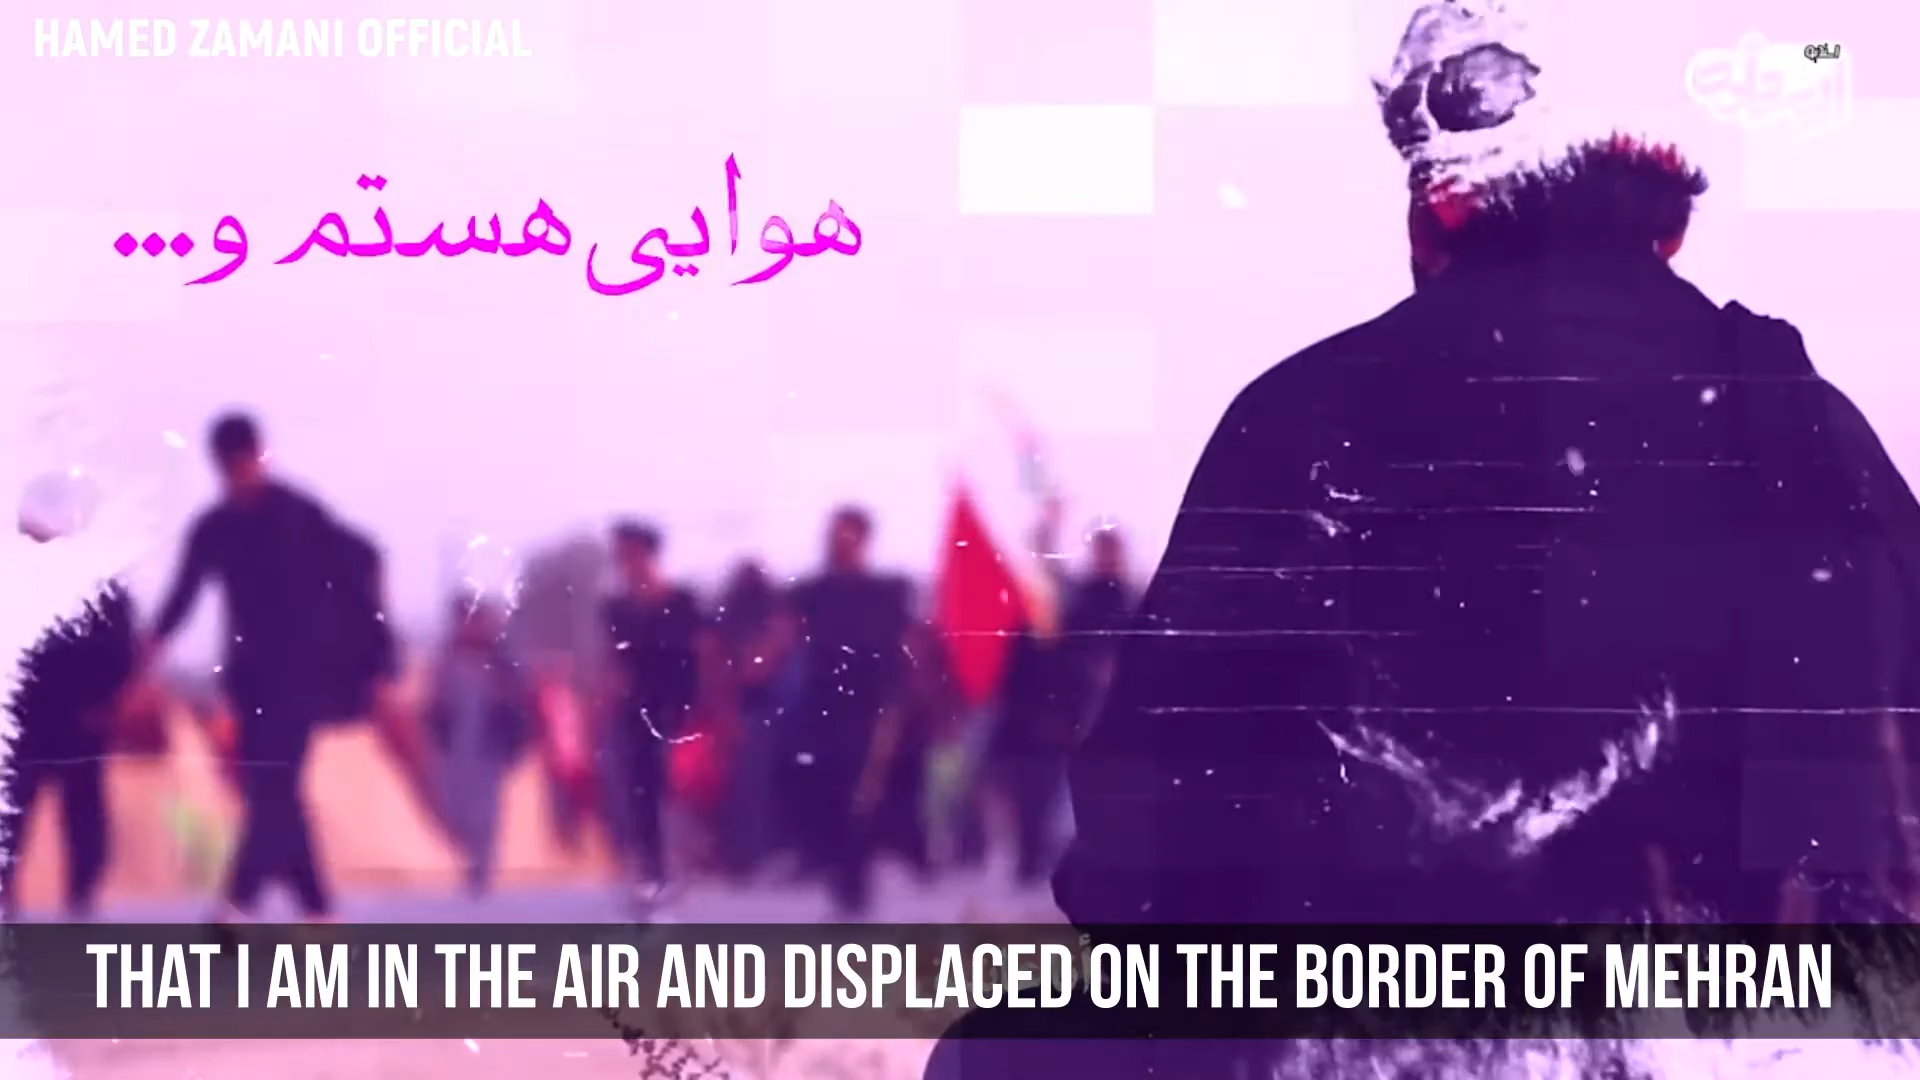 HAMED ZAMANI OFFICIAL
هوایی هستم و...
THAT I AM IN THE AIR AND DISPLACED ON THE BORDER OF MEHRAN